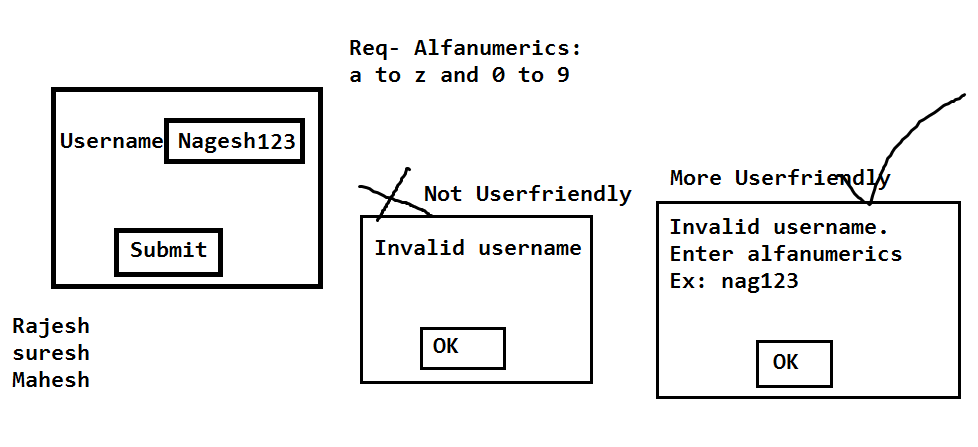 Req- Alfanumerics:
a to z and 0 to 9
Username Nagesh123
Submit
Rajesh
suresh
Mahesh
Not Userfriendly
Invalid username
OK
More Userfriendly
Invalid username.
Enter alfanumerics
Ex: nag123
OK